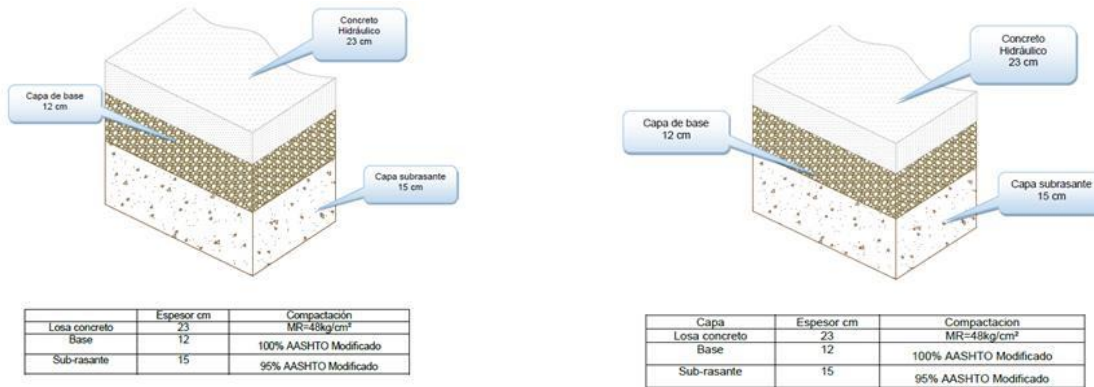 Concreto
Hidráulico
23 cm
Capa de base
12 cm
Capa subrasante
15 cm
Espesor cm Compactación
Losa concreto 23 MR=48kg/cm²
Base 12 100% AASHTO Modificado
Sub-rasante 15 95% AASHTO Modificado
Concreto
Hidráulico
23 cm
Capa de base
12 cm
Capa subrasante
15 cm
Capa Espesor cm Compactacion
Losa concreto 23 MR=48kg/cm²
Base 12 100% AASHTO Modificado
Sub-rasante 15 95% AASHTO Modificado